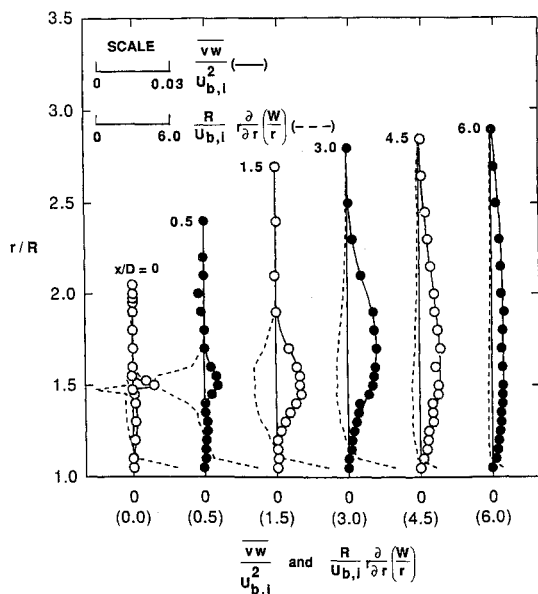 3.5
SCALE
0 0.03
vw
U²b,i (—)
0 6.0
R ∂ W
U b,i r ∂r ( r ) (---)
3.0
2.5
2.0
1.5
1.0
r/R
x/D = 0
0.5
1.5
3.0
4.5
6.0
0 0 0 0 0 0
(0.0) (0.5) (1.5) (3.0) (4.5) (6.0)
vw and R ∂ W
U²b,i U b,i r ∂r ( r )